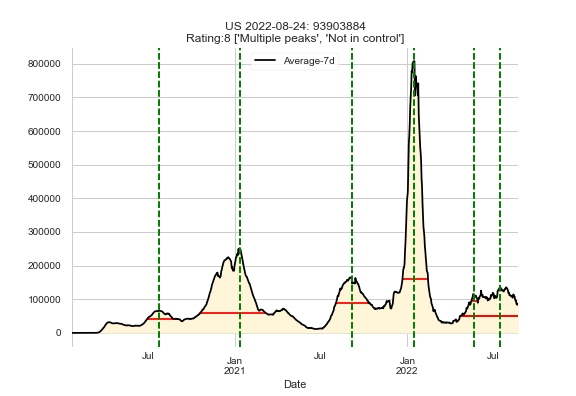 US 2022-08-24: 93903884
Rating:8 ['Multiple peaks', 'Not in control']
Average-7d
800000
700000
600000
500000
400000
300000
200000
100000
0
Jul
Jan
2021
Jul
Jan
2022
Jul
Date